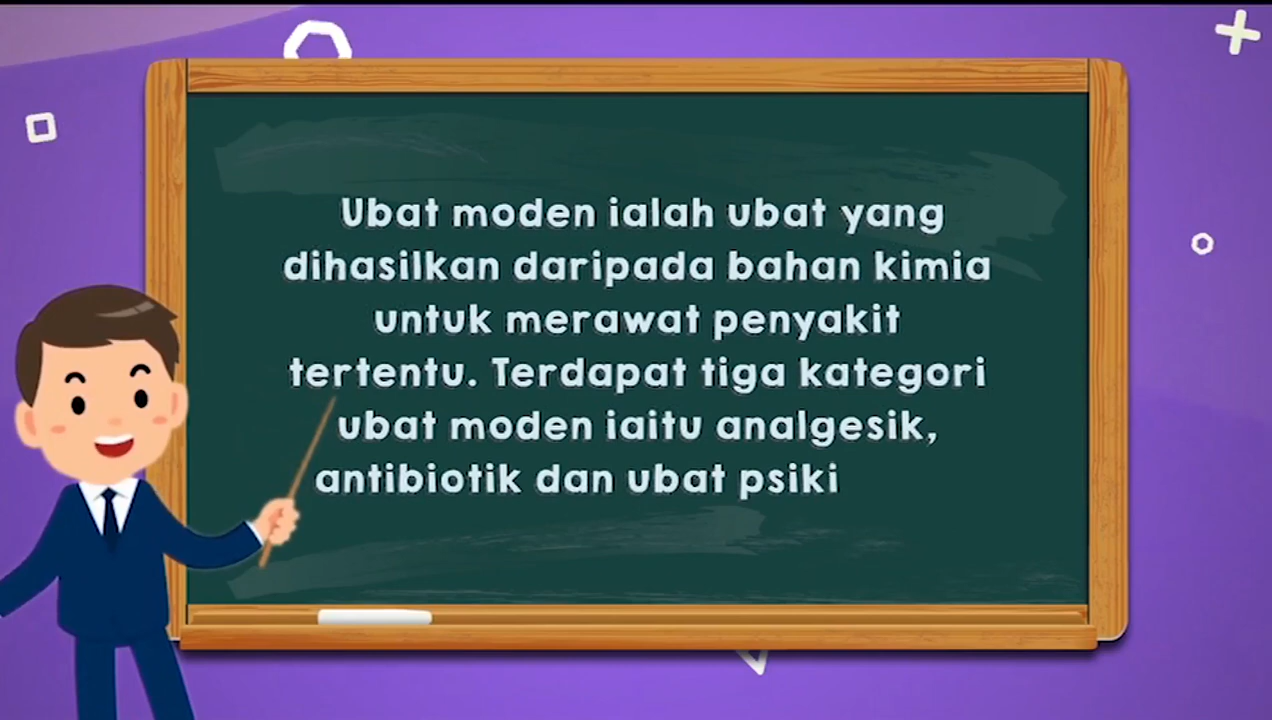 Ubat moden ialah ubat yang
dihasilkan daripada bahan kimia
untuk merawat penyakit
tertentu. Terdapat tiga kategori
ubat moden iaitu analgesik,
antibiotik dan ubat psiki